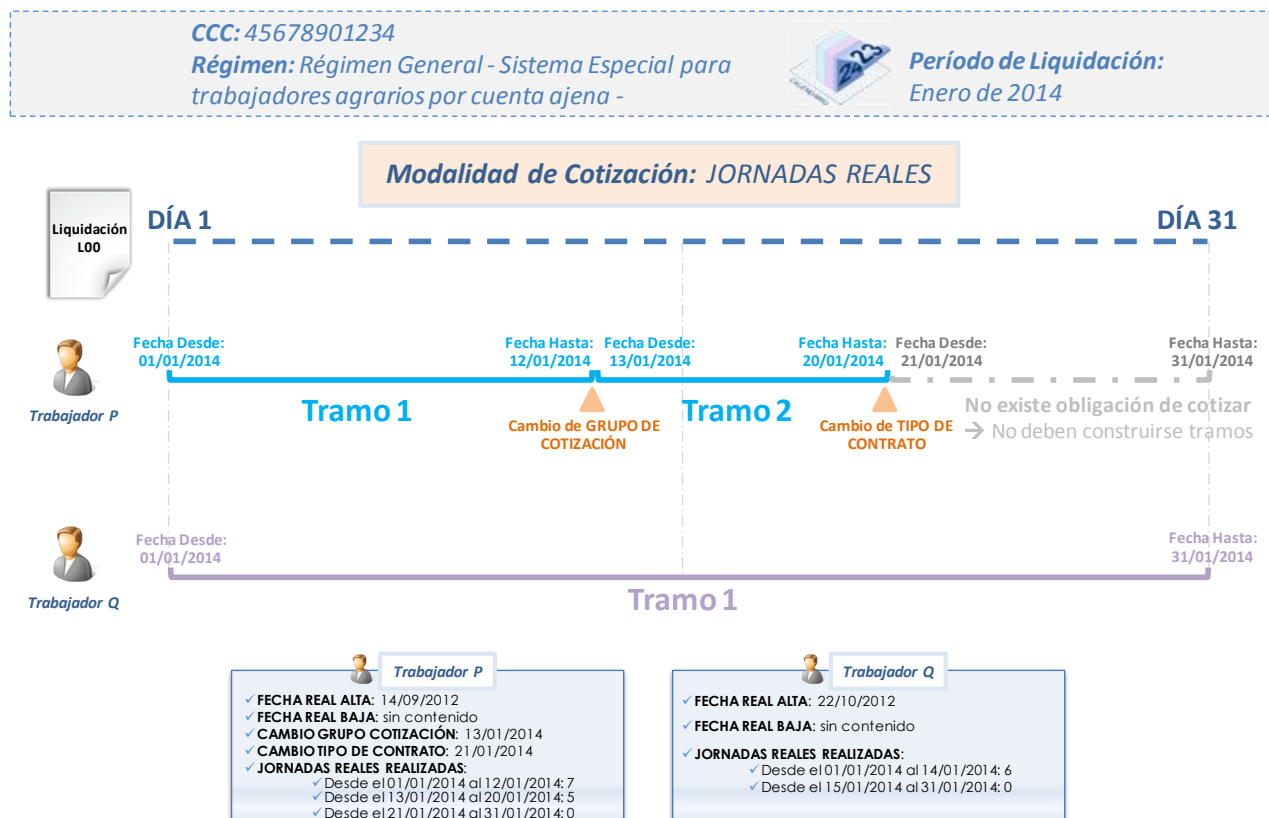 CCC: 45678901234
Régimen: Régimen General - Sistema Especial para
trabajadores agrarios por cuenta ajena -
24 23
CALENDARIO
Período de Liquidación:
Enero de 2014
Modalidad de Cotización: JORNADAS REALES
Liquidación
L00
DÍA 1
DÍA 31
Fecha Desde:
01/01/2014
Fecha Hasta:
12/01/2014
Fecha Desde:
13/01/2014
Fecha Hasta:
20/01/2014
Fecha Desde:
21/01/2014
Fecha Hasta:
31/01/2014
Trabajador P
Tramo 1
Cambio de GRUPO DE
COTIZACIÓN
Tramo 2
Cambio de TIPO DE
CONTRATO
No existe obligación de cotizar
→ No deben construirse tramos
Fecha Desde:
01/01/2014
Fecha Hasta:
31/01/2014
Trabajador Q
Tramo 1
Trabajador P
✓ FECHA REAL ALTA: 14/09/2012
✓ FECHA REAL BAJA: sin contenido
✓ CAMBIO GRUPO COTIZACIÓN: 13/01/2014
✓ CAMBIO TIPO DE CONTRATO: 21/01/2014
✓ JORNADAS REALES REALIZADAS:
✓ Desde el 01/01/2014 al 12/01/2014: 7
✓ Desde el 13/01/2014 al 20/01/2014: 5
✓ Desde el 21/01/2014 al 31/01/2014: 0
Trabajador Q
✓ FECHA REAL ALTA: 22/10/2012
✓ FECHA REAL BAJA: sin contenido
✓ JORNADAS REALES REALIZADAS:
✓ Desde el 01/01/2014 al 14/01/2014: 6
✓ Desde el 15/01/2014 al 31/01/2014: 0